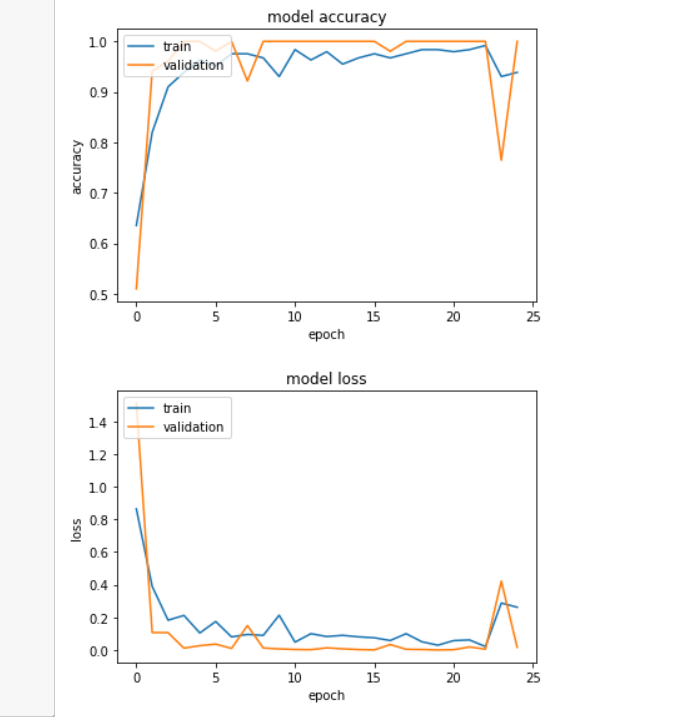 model accuracy
train
validation
1.0
0.9
0.8
0.7
0.6
0.5
accuracy
0 5 10 15 20 25
epoch
model loss
train
validation
1.4
1.2
1.0
0.8
0.6
0.4
0.2
0.0
loss
0 5 10 15 20 25
epoch